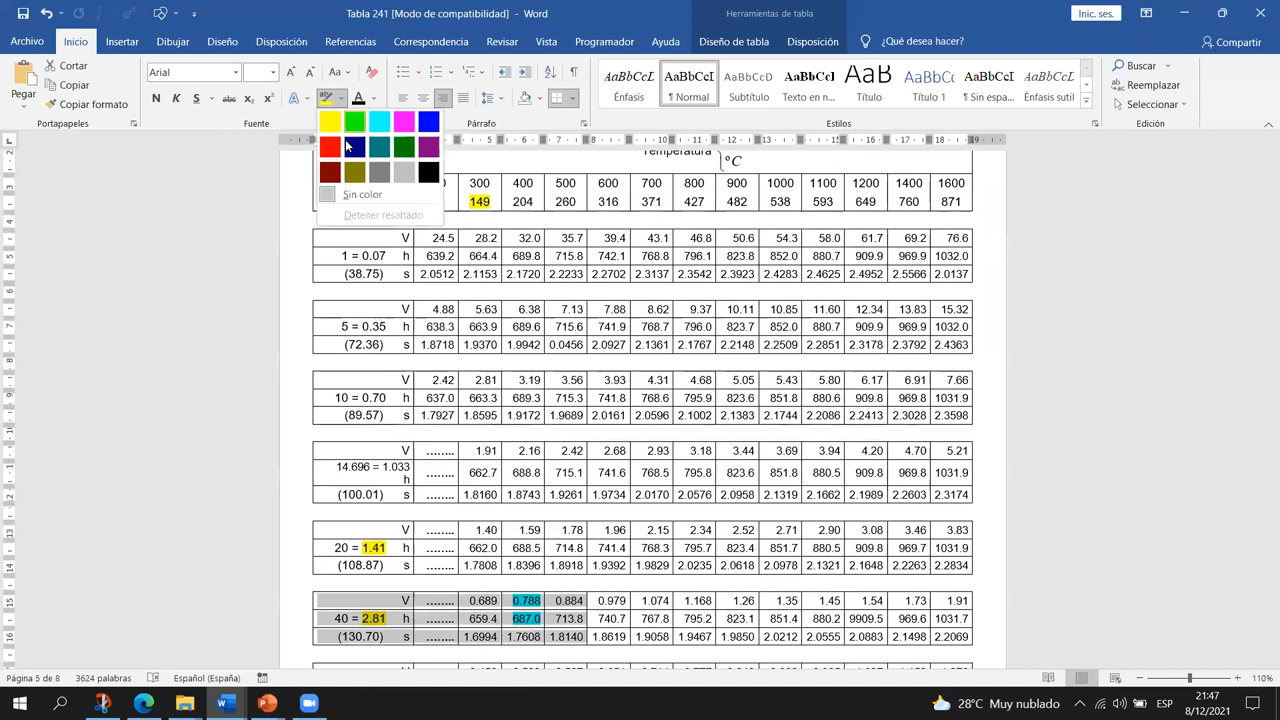 Tabla 241 [Modo de compatibilidad] - Word
Herramientas de tabla
Inic. ses.
Archivo Inicio Insertar Dibujar Diseño Disposición Referencias Correspondencia Revisar Vista Programador Ayuda Diseño de tabla Disposición ¿Qué desea hacer? Compartir
Pegar
Cortar
Copiar
Copiar formato
Portapapeles
Arial
Aa
N K S abc x₂ x²
Fuente
Párrafo
AaBbCcL Énfasis
AaBbCcI ¶ Normal
AaBbCcD Subtítulo
AaBbCcI Texto en n...
AaB Título
AaBbCcI Título 1
AaBbCcD ¶ Sin espa...
AaBbCcL Énfasis sutil
Estilos
Buscar
Reemplazar
Seleccionar
Edición
Sin color
Detener resaltado
Temperatura °C
300 400 500 600 700 800 900 1000 1100 1200 1400 1600
149 204 260 316 371 427 482 538 593 649 760 871
V 24.5 28.2 32.0 35.7 39.4 43.1 46.8 50.6 54.3 58.0 61.7 69.2 76.6
1 = 0.07 h 639.2 664.4 689.8 715.8 742.1 768.8 796.1 823.8 852.0 880.7 909.9 969.9 1032.0
(38.75) s 2.0512 2.1153 2.1720 2.2233 2.2702 2.3137 2.3542 2.3923 2.4283 2.4625 2.4952 2.5566 2.0137
V 4.88 5.63 6.38 7.13 7.88 8.62 9.37 10.11 10.85 11.60 12.34 13.83 15.32
5 = 0.35 h 638.3 663.9 689.6 715.6 741.9 768.7 796.0 823.7 852.0 880.7 909.9 969.9 1032.0
(72.36) s 1.8718 1.9370 1.9942 0.0456 2.0927 2.1361 2.1767 2.2148 2.2509 2.2851 2.3178 2.3792 2.4363
V 2.42 2.81 3.19 3.56 3.93 4.31 4.68 5.05 5.43 5.80 6.17 6.91 7.66
10 = 0.70 h 637.0 663.3 689.3 715.3 741.8 768.6 795.9 823.6 851.8 880.6 909.9 969.8 1031.9
(89.57) s 1.7927 1.8595 1.9172 1.9689 2.0161 2.0596 2.1002 2.1383 2.1744 2.2086 2.2413 2.3028 2.3598
V ........ 1.91 2.16 2.42 2.68 2.93 3.18 3.44 3.69 3.94 4.20 4.70 5.21
14.696 = 1.033 h ........ 662.7 688.8 715.1 741.6 768.5 795.8 823.6 851.8 880.5 909.8 969.8 1031.9
(100.01) s ........ 1.8160 1.8743 1.9261 1.9734 2.0170 2.0576 2.0958 2.1319 2.1662 2.1989 2.2603 2.3174
V ........ 1.40 1.59 1.78 1.96 2.15 2.34 2.52 2.71 2.90 3.08 3.46 3.83
20 = 1.41 h ........ 662.0 688.5 714.8 741.4 768.3 795.7 823.4 851.7 880.5 909.8 969.7 1031.9
(108.87) s ........ 1.7808 1.8396 1.8918 1.9392 1.9829 2.0235 2.0618 2.0978 2.1321 2.1648 2.2263 2.2834
V ........ 0.689 0.788 0.884 0.979 1.074 1.168 1.26 1.35 1.45 1.54 1.73 1.91
40 = 2.81 h ........ 659.4 687.0 713.8 740.7 767.8 795.2 823.1 851.4 880.2 9909.5 969.6 1031.7
(130.70) s ........ 1.6994 1.7608 1.8140 1.8619 1.9058 1.9467 1.9850 2.0212 2.0555 2.0883 2.1498 2.2069
Página 5 de 8 3624 palabras Español (España) 110%
28°C Muy nublado ESP
21:47
8/12/2021